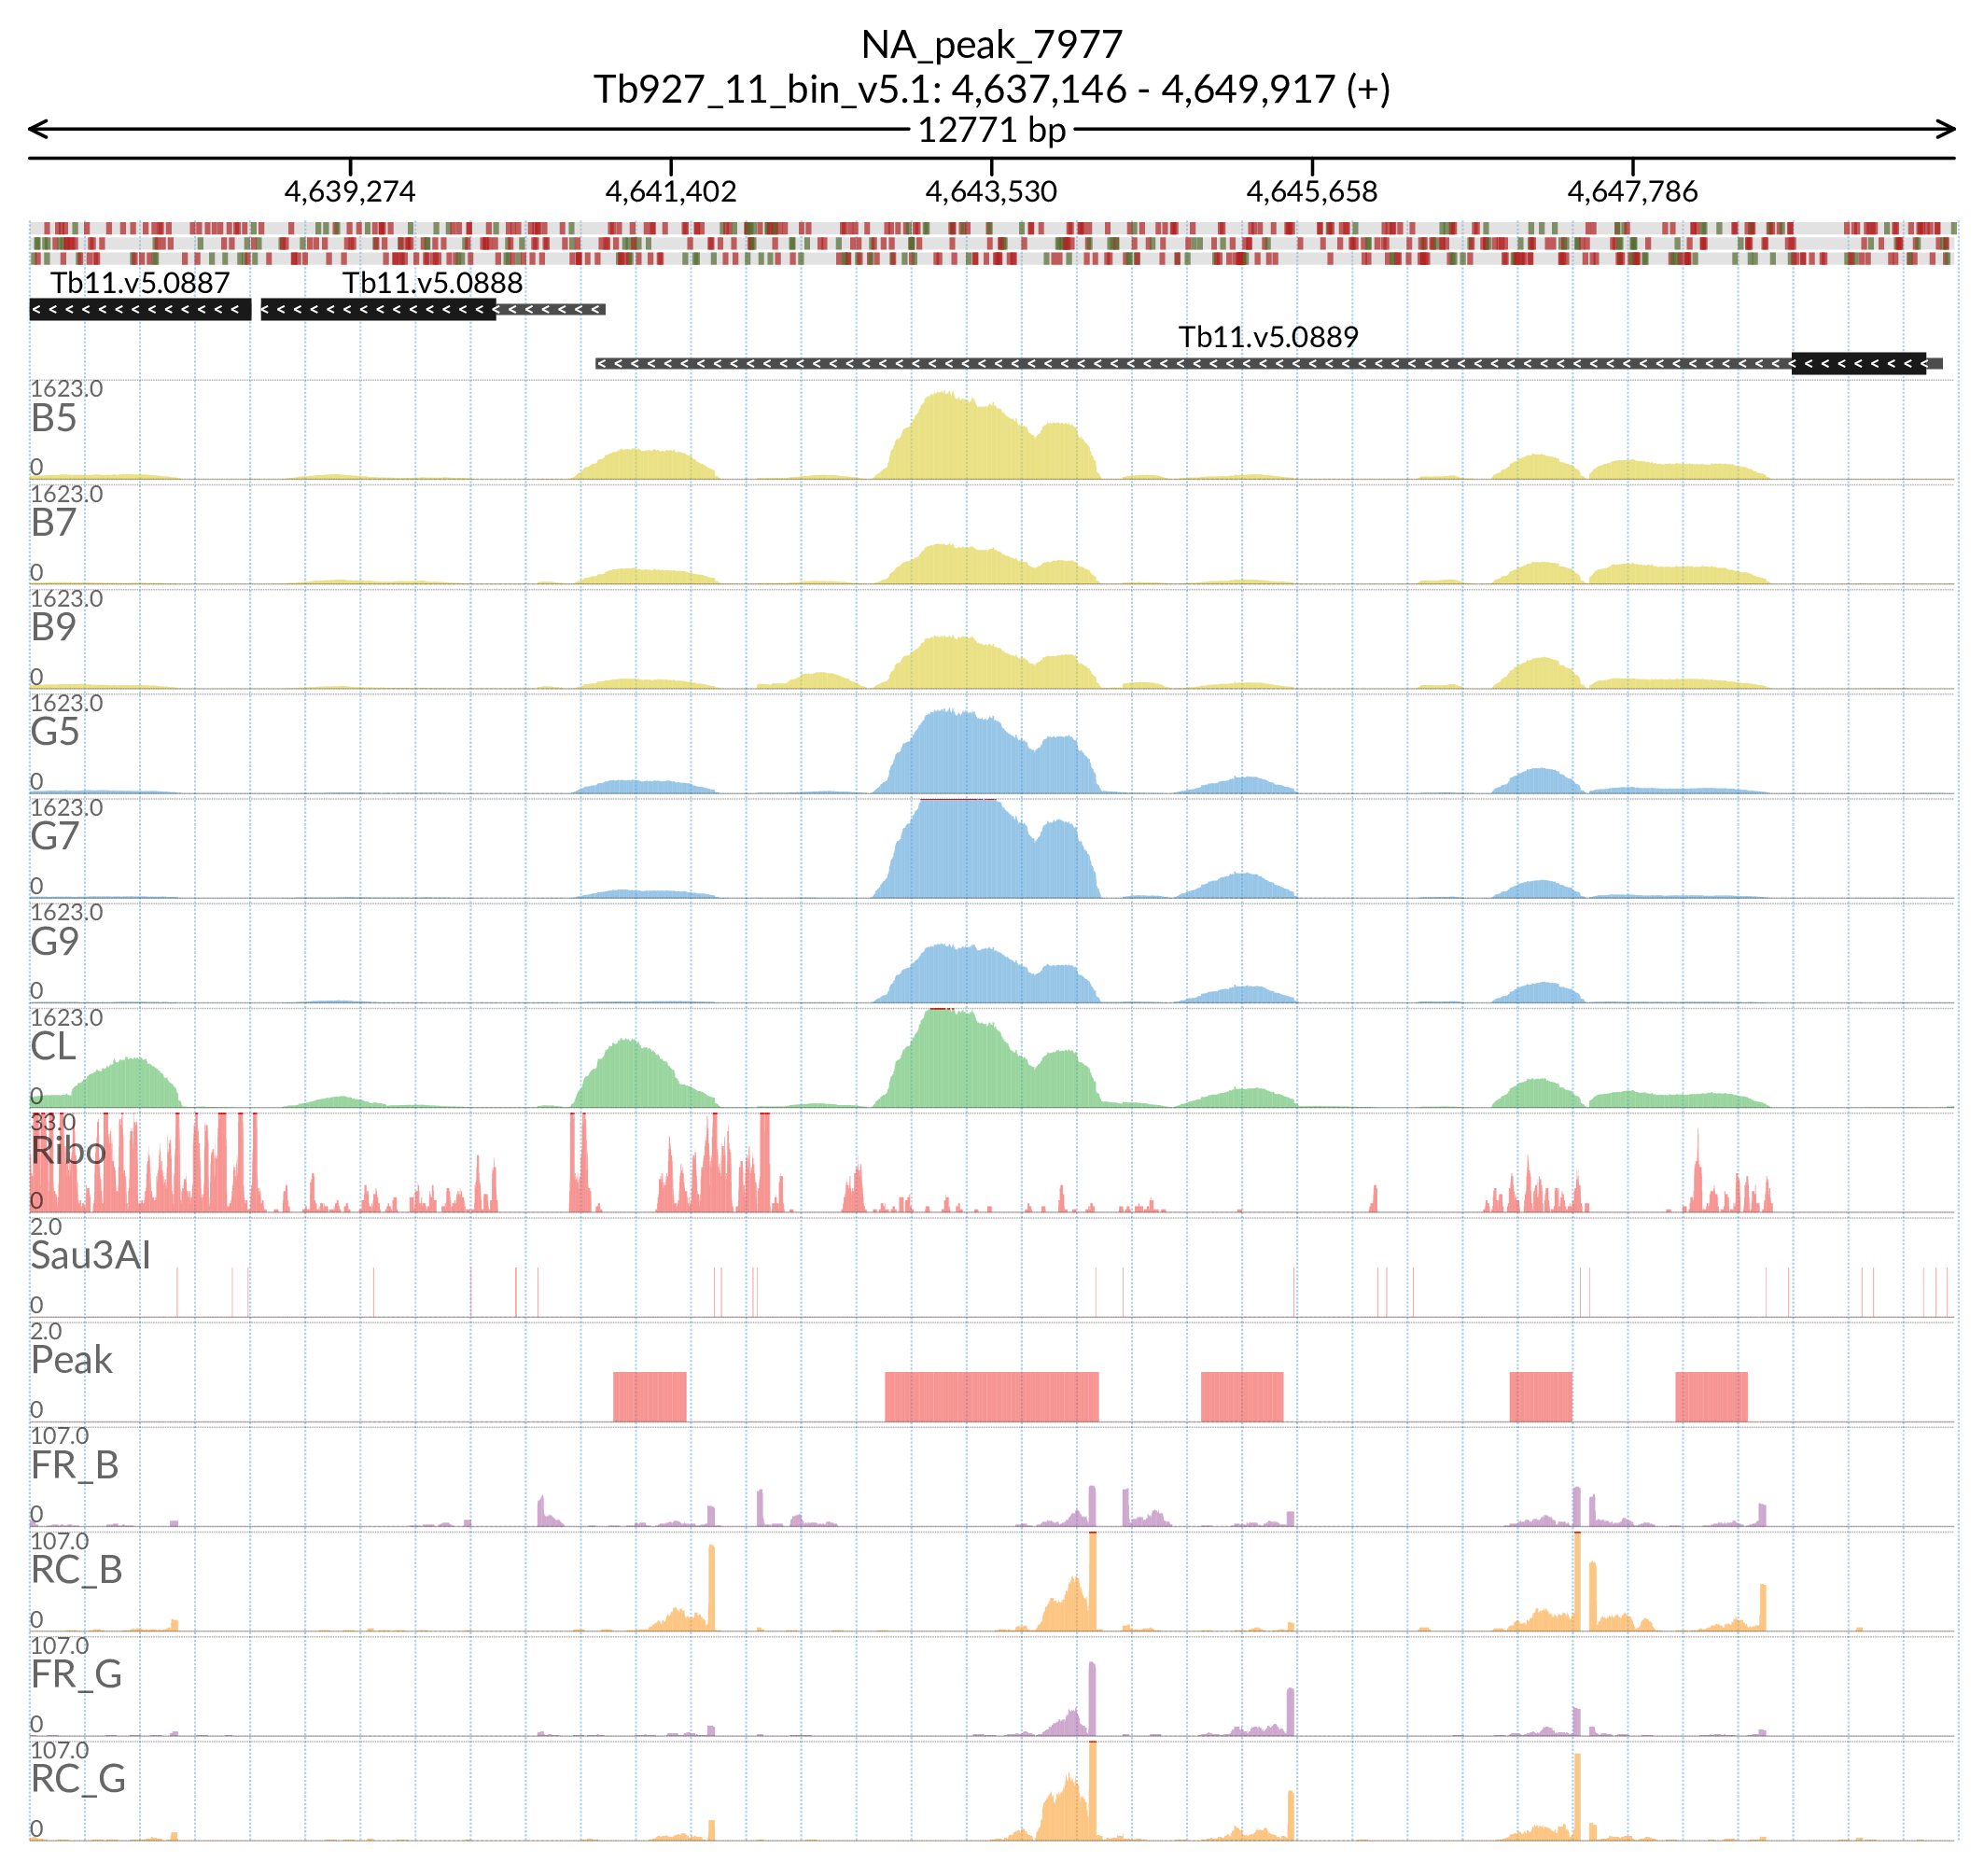 NA_peak_7977
Tb927_11_bin_v5.1: 4,637,146 - 4,649,917 (+)
12771 bp
4,639,274 4,641,402 4,643,530 4,645,658 4,647,786
Tb11.v5.0887 Tb11.v5.0888
Tb11.v5.0889
1623.0
B5
0
1623.0
B7
0
1623.0
B9
0
1623.0
G5
0
1623.0
G7
0
1623.0
G9
0
1623.0
CL
0
33.0
Ribo
0
2.0
Sau3AI
0
2.0
Peak
0
107.0
FR_B
0
107.0
RC_B
0
107.0
FR_G
0
107.0
RC_G
0